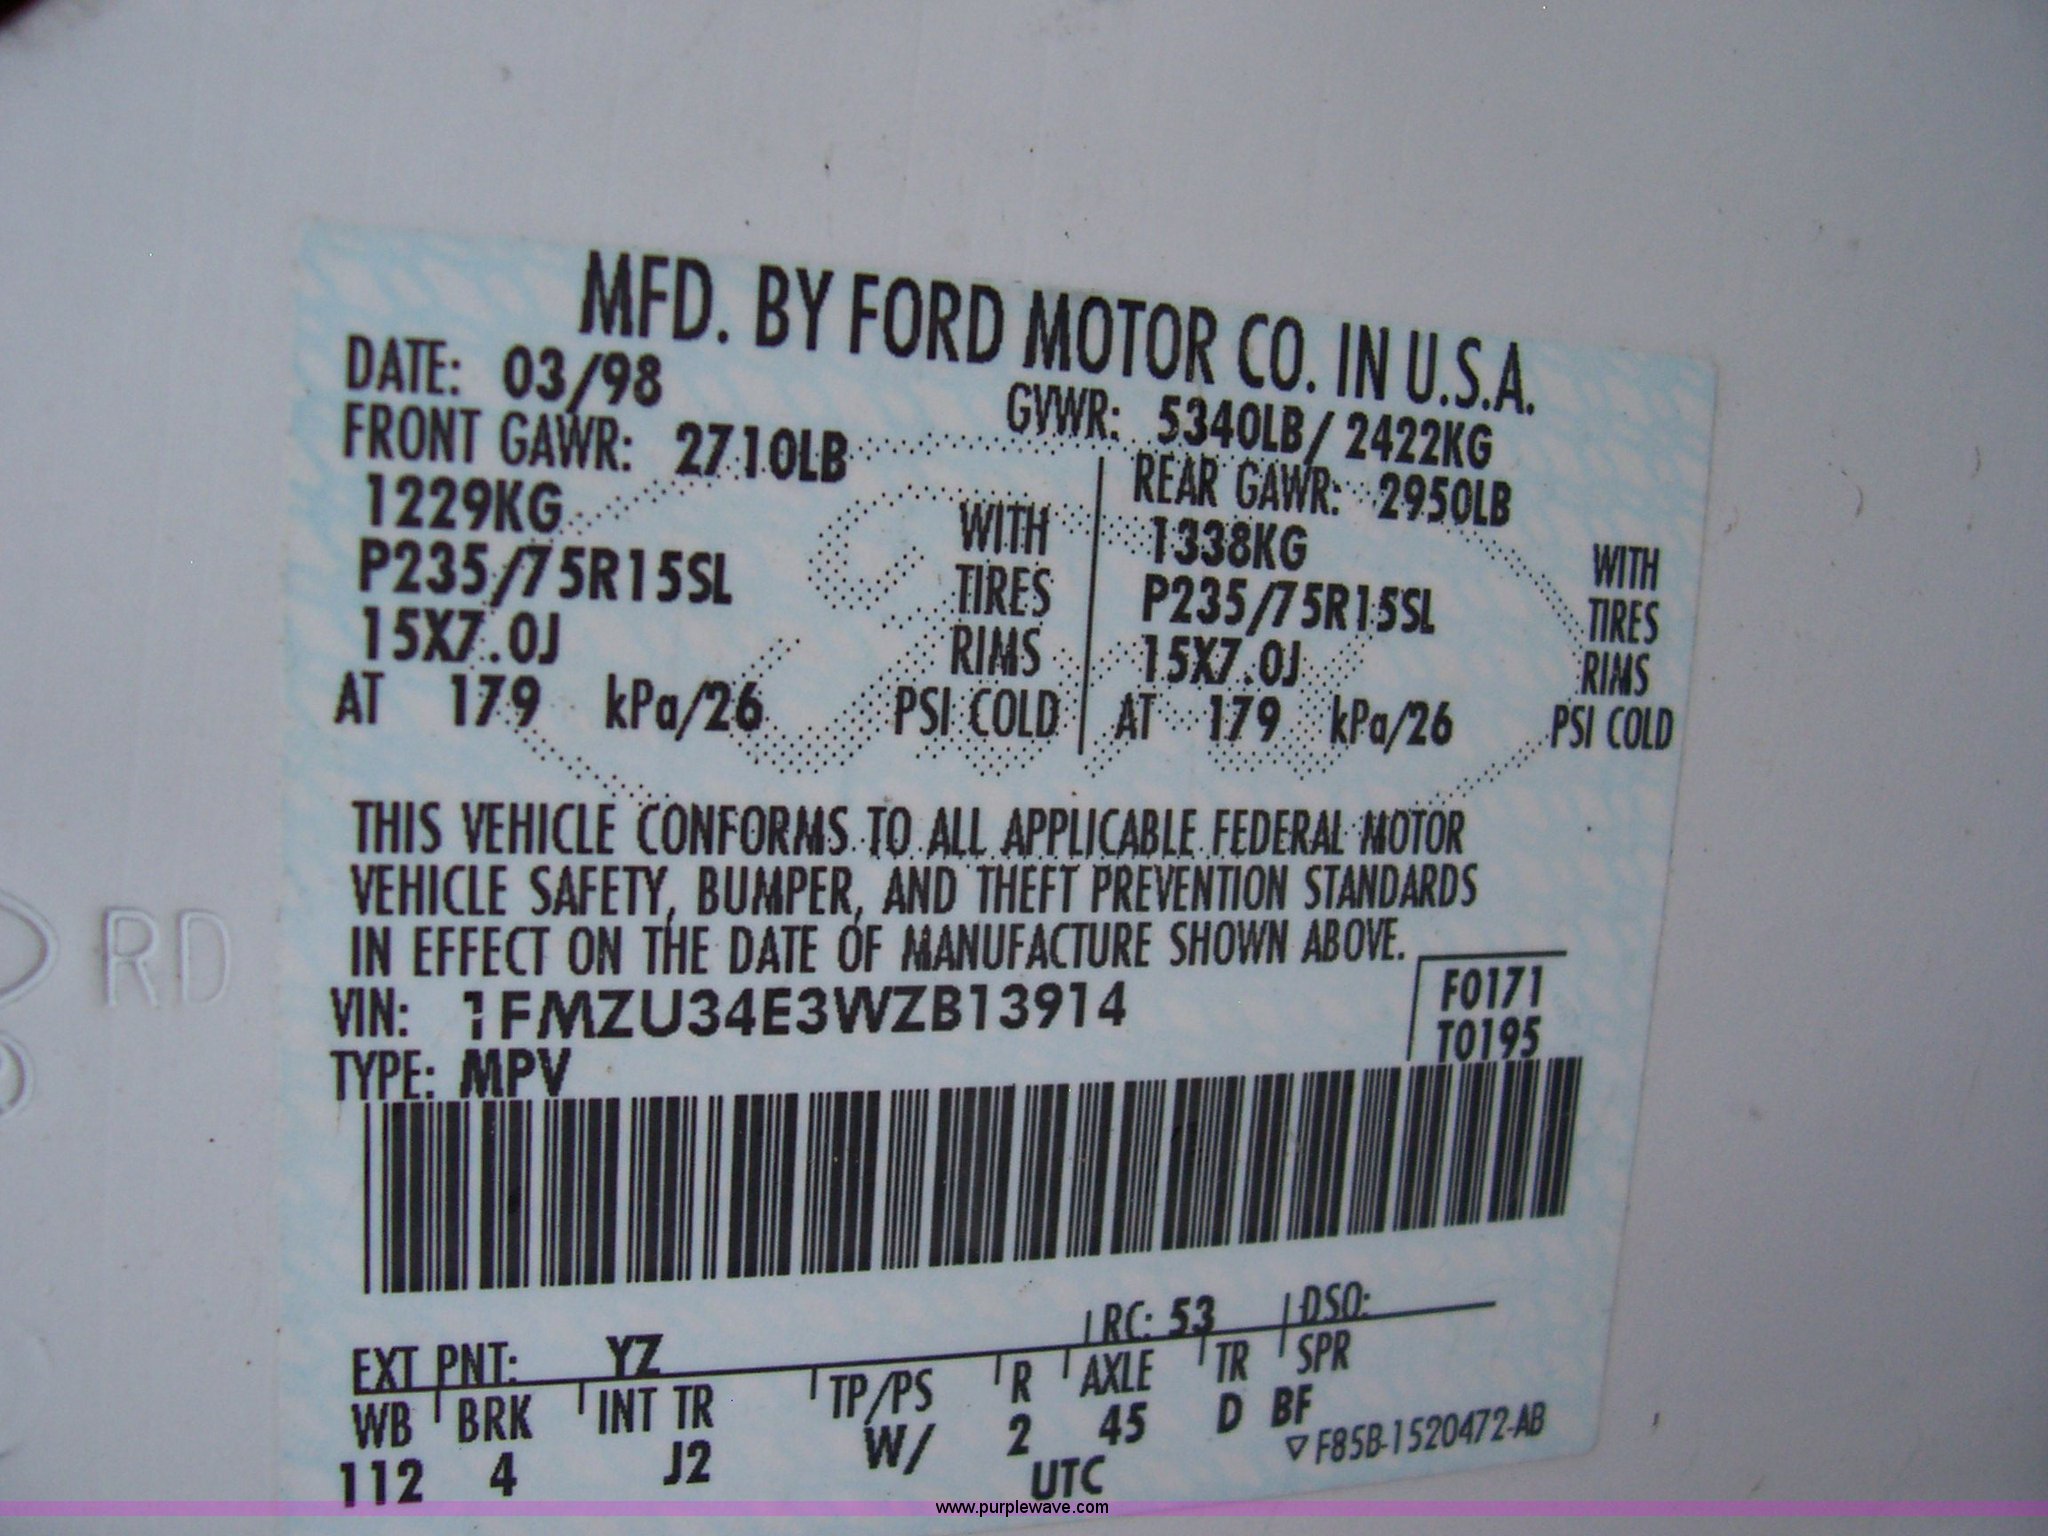 MFD. BY FORD MOTOR CO. IN U.S.A.
DATE: 03/98 GVWR: 5340LB/ 2422KG
FRONT GAWR: 2710LB REAR GAWR: 2950LB
1229KG WITH 1338KG WITH
P235/75R15SL TIRES P235/75R15SL TIRES
15X7.0J RIMS 15X7.0J RIMS
AT 179 kPa/26 PSI COLD AT 179 kPa/26 PSI COLD
THIS VEHICLE CONFORMS TO ALL APPLICABLE FEDERAL MOTOR
VEHICLE SAFETY, BUMPER, AND THEFT PREVENTION STANDARDS
IN EFFECT ON THE DATE OF MANUFACTURE SHOWN ABOVE.
RD
VIN: 1FMZU34E3WZB13914 F0171
TYPE: MPV T0195
EXT PNT: YZ RC: 53 DSO:
WB BRK INT TR TP/PS R AXLE TR SPR
112 4 J2 W/ 2 45 D BF
UTC ▽F85B-1520472-AB
www.purplewave.com